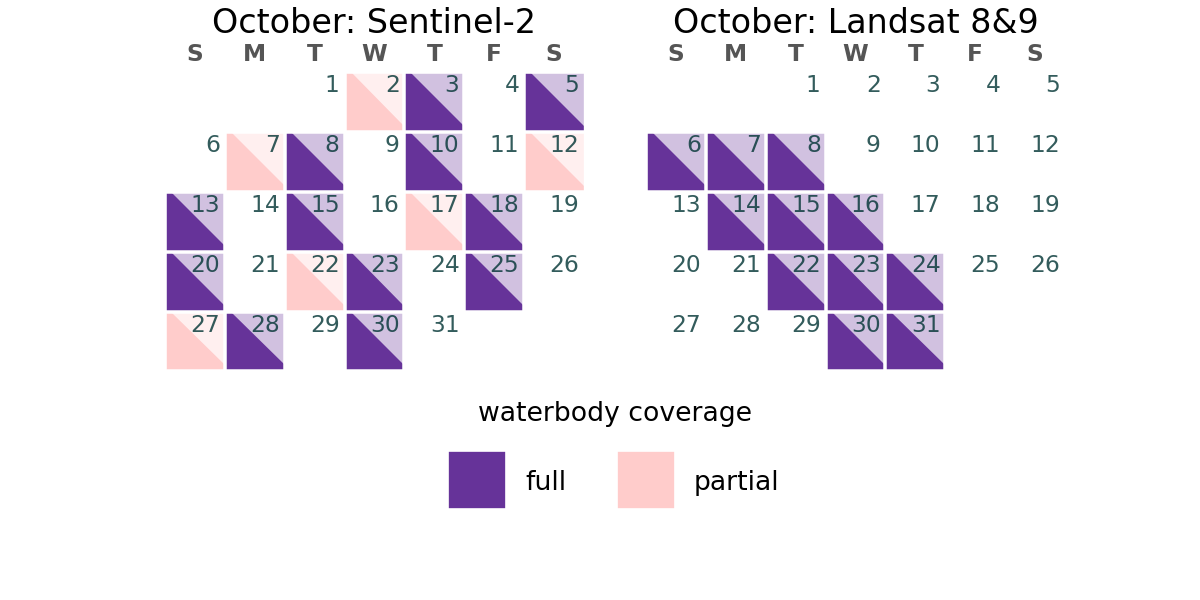 October: Sentinel-2
S M T W T F S
1 2 3 4 5
6 7 8 9 10 11 12
13 14 15 16 17 18 19
20 21 22 23 24 25 26
27 28 29 30 31
October: Landsat 8&9
S M T W T F S
1 2 3 4 5
6 7 8 9 10 11 12
13 14 15 16 17 18 19
20 21 22 23 24 25 26
27 28 29 30 31
waterbody coverage
full
partial